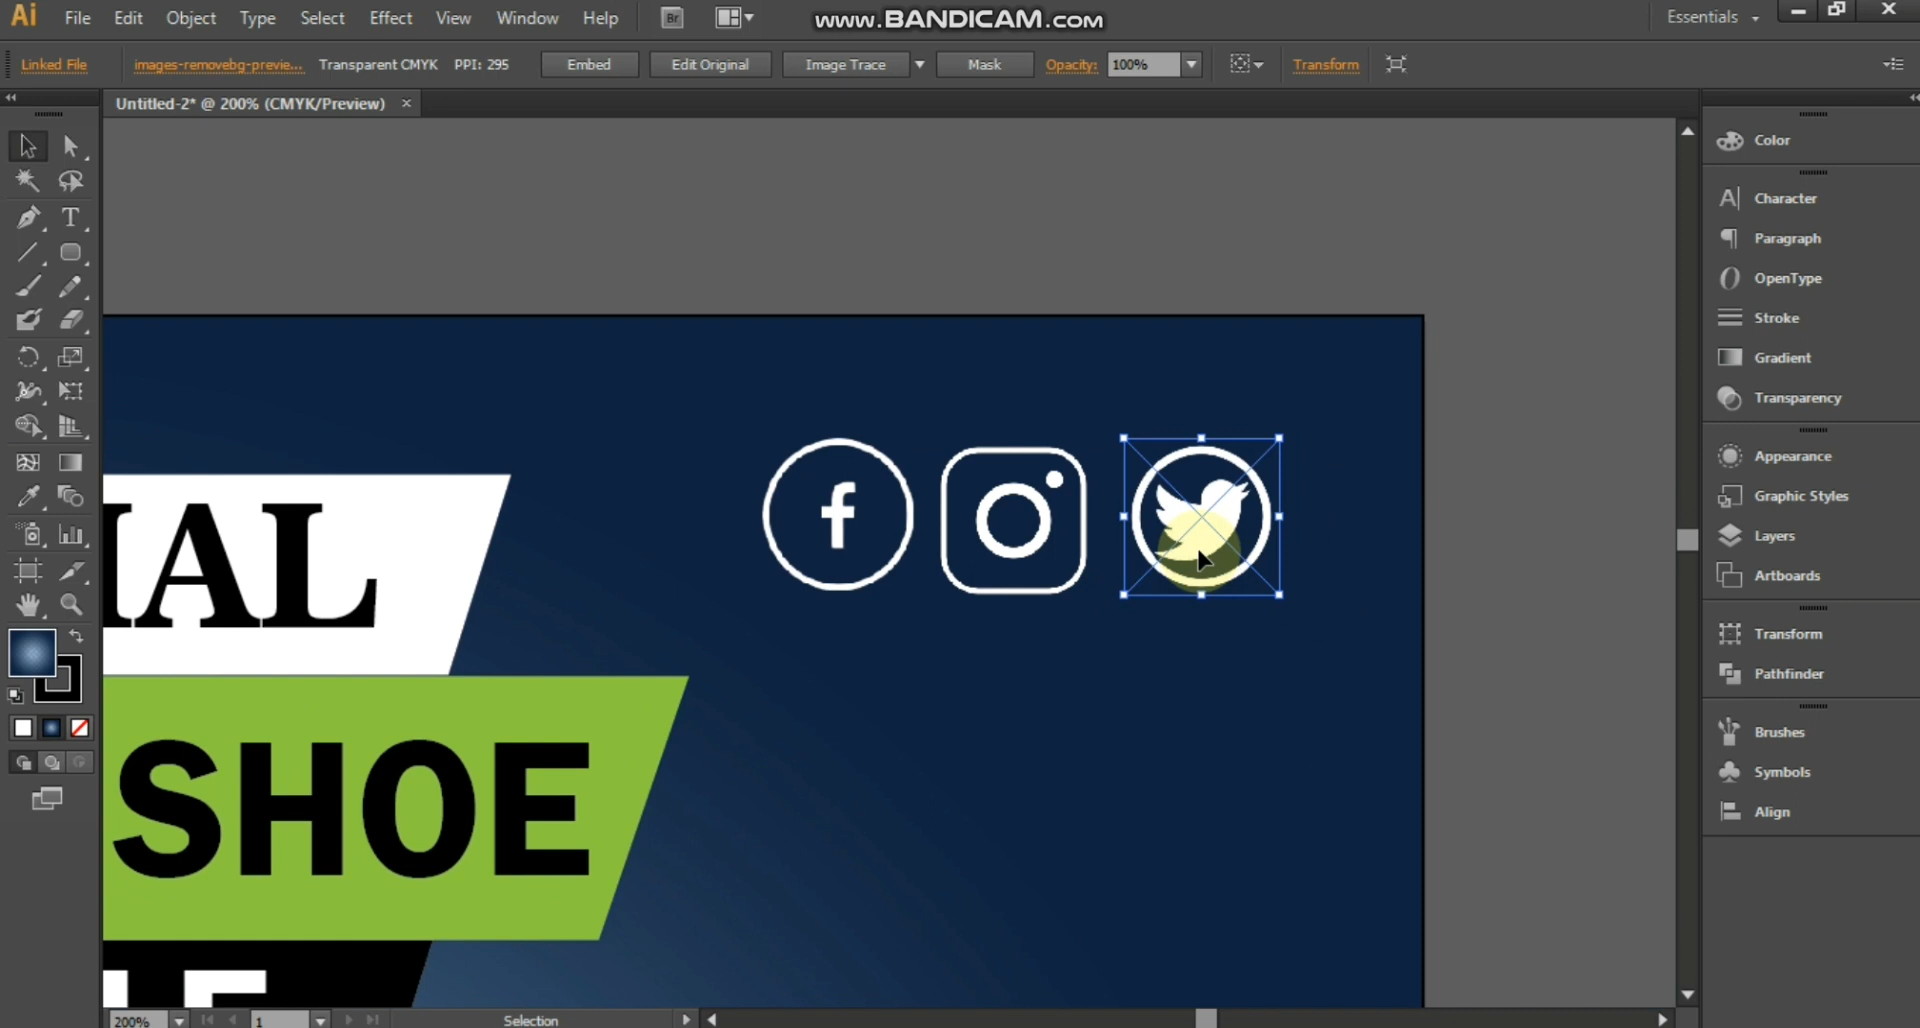 Ai File Edit Object Type Select Effect View Window Help Br www.BANDICAM.com Essentials
Linked File images-removebg-previe... Transparent CMYK PPI: 295 Embed Edit Original Image Trace Mask Opacity: 100% Transform
Untitled-2* @ 200% (CMYK/Preview)
Color
Character
Paragraph
OpenType
Stroke
Gradient
Transparency
Appearance
Graphic Styles
Layers
Artboards
Transform
Pathfinder
Brushes
Symbols
Align
f
IAL
SHOE
200% 1 Selection